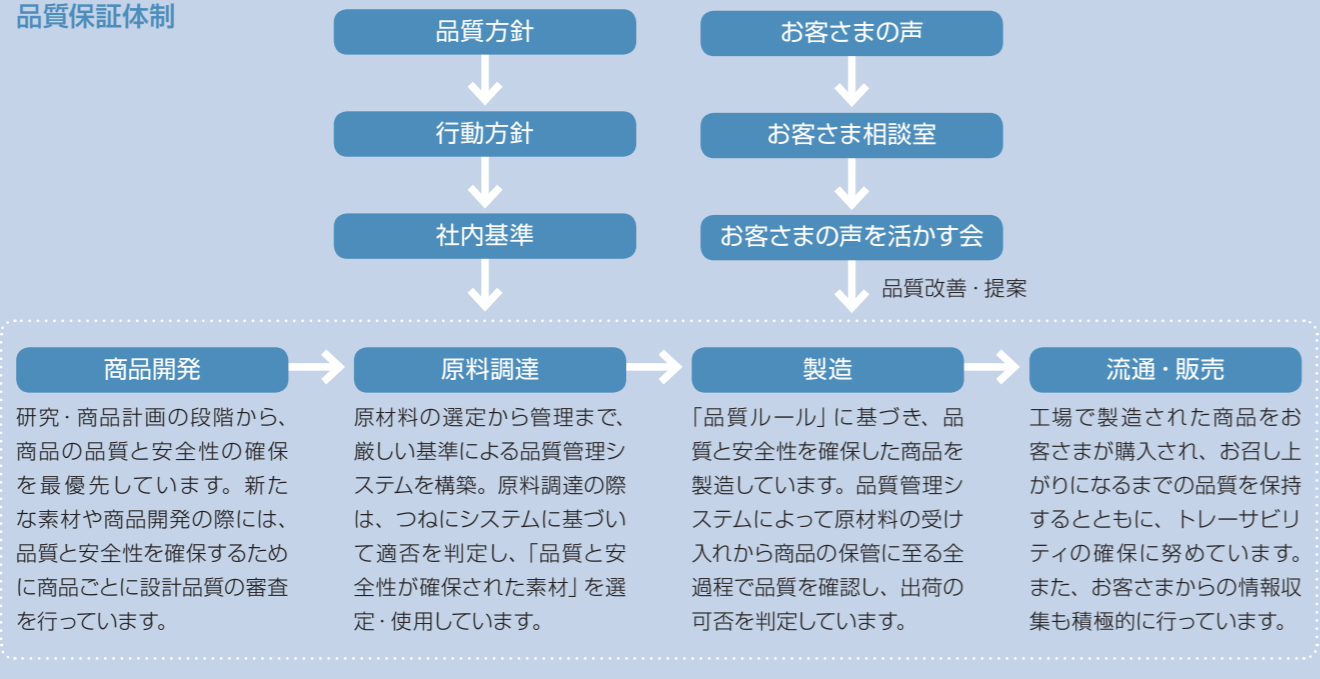 品質保証体制
品質方針
行動方針
社内基準
お客さまの声
お客さま相談室
お客さまの声を活かす会
品質改善・提案
商品開発
研究・商品計画の段階から、
商品の品質と安全性の確保
を最優先しています。新た
な素材や商品開発の際には、
品質と安全性を確保するため
に商品ごとに設計品質の審査
を行っています。
原料調達
原材料の選定から管理まで、
厳しい基準による品質管理シ
ステムを構築。原料調達の際
は、つねにシステムに基づい
て適否を判定し、「品質と安
全性が確保された素材」を選
定・使用しています。
製造
「品質ルール」に基づき、品
質と安全性を確保した商品を
製造しています。品質管理シ
ステムによって原材料の受け
入れから商品の保管に至る全
過程で品質を確認し、出荷の
可否を判定しています。
流通・販売
工場で製造された商品をお
客さまが購入され、お召し上
がりになるまでの品質を保持
するとともに、トレーサビリ
ティの確保に努めています。
また、お客さまからの情報収
集も積極的に行っています。